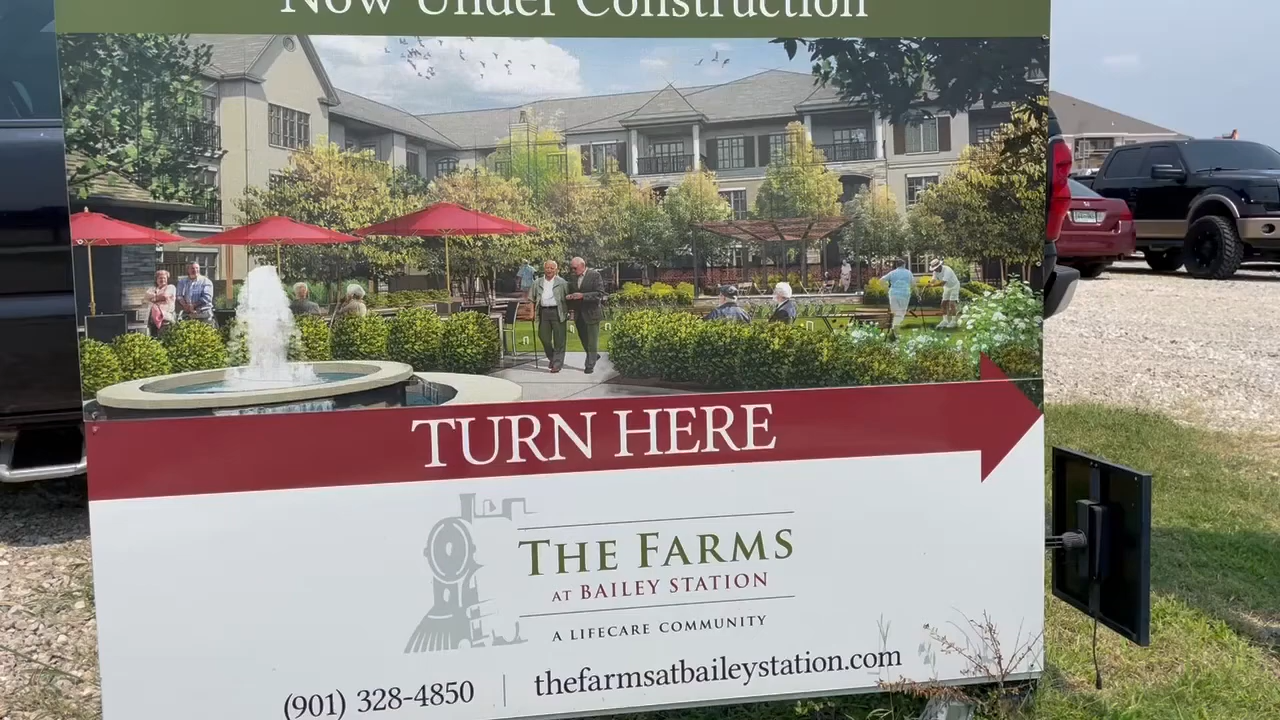 Now Under Construction
TURN HERE
THE FARMS
AT BAILEY STATION
A LIFECARE COMMUNITY
(901) 328-4850 | thefarmsatbaileystation.com